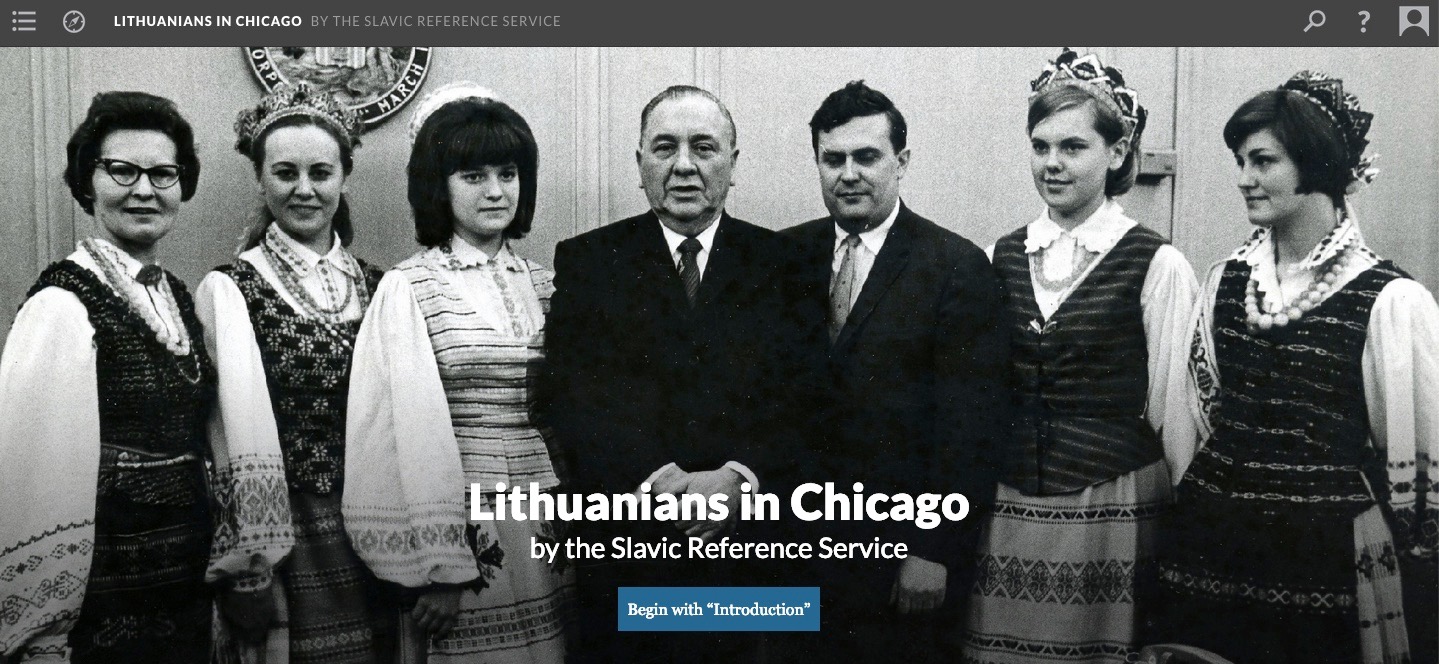 LITHUANIANS IN CHICAGO BY THE SLAVIC REFERENCE SERVICE
?
MARCH
Lithuanians in Chicago
by the Slavic Reference Service
Begin with “Introduction”